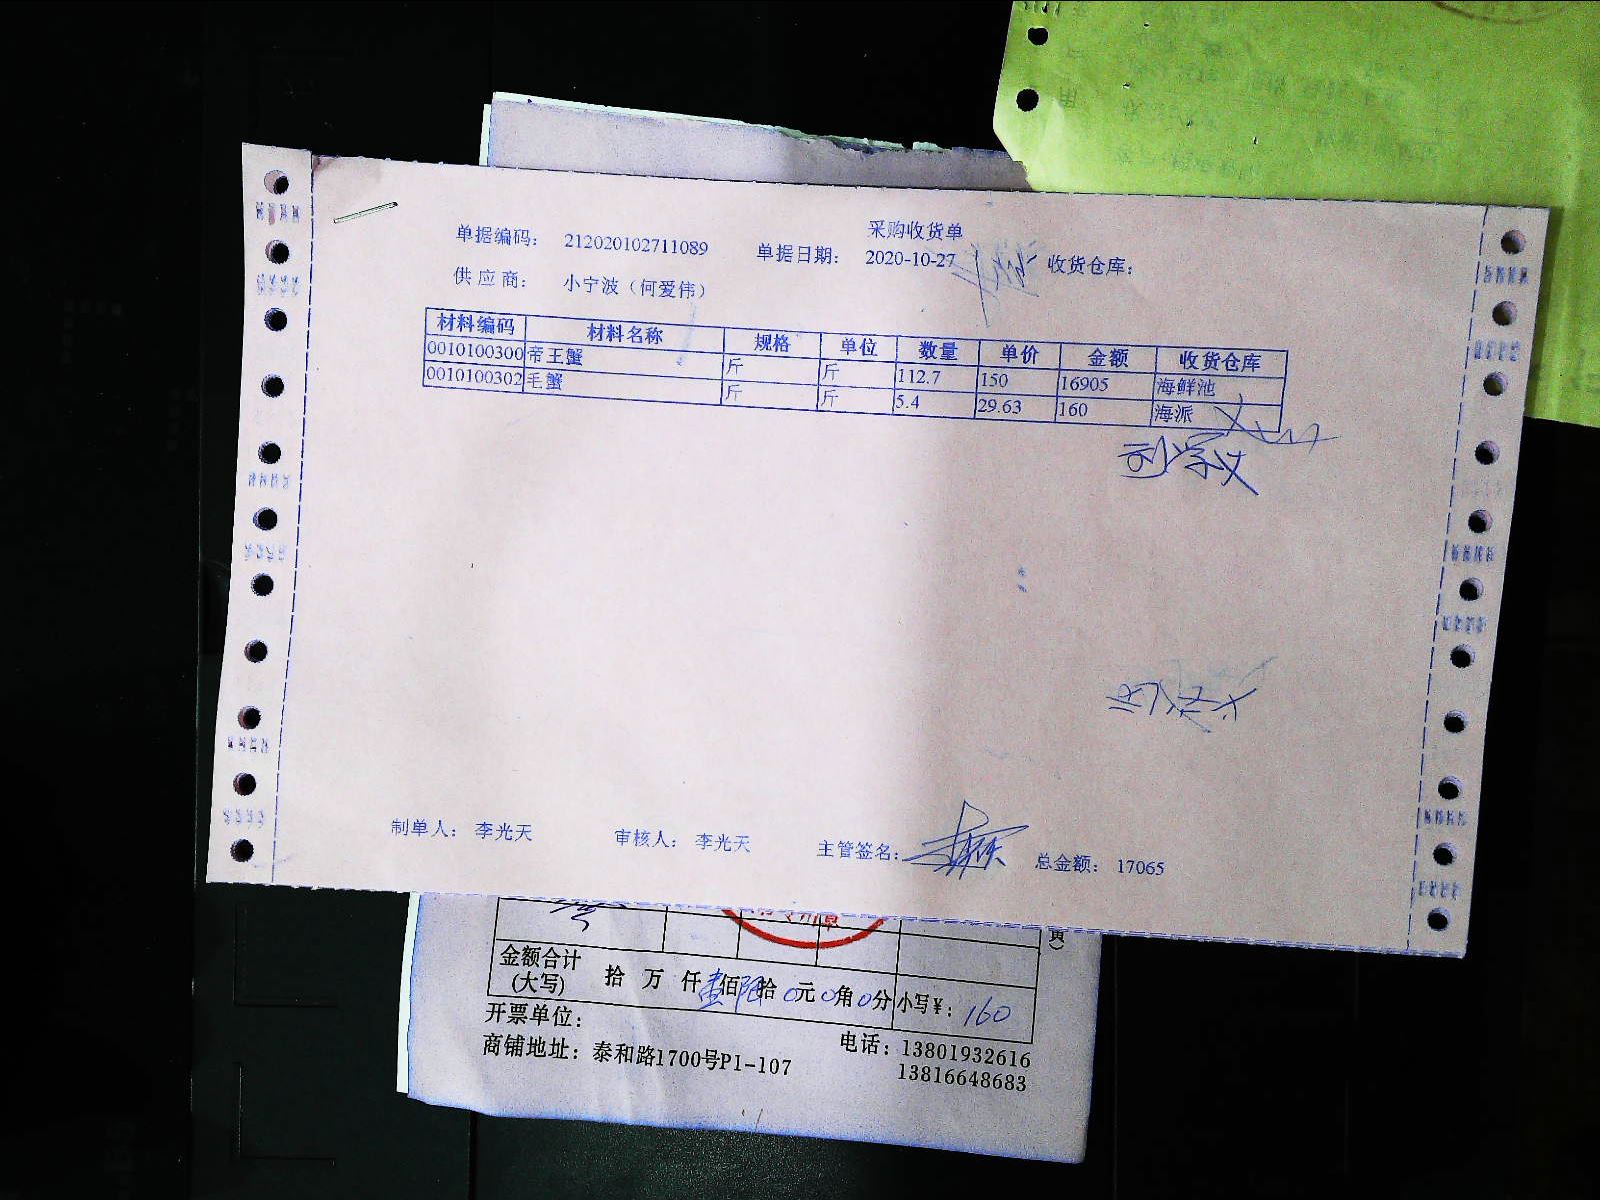 采购收货单
单据编码： 212020102711089 单据日期： 2020-10-27 收货仓库：
供 应 商： 小宁波（何爱伟）
材料编码 材料名称 规格 单位 数量 单价 金额 收货仓库
0010100300 帝王蟹 斤 斤 112.7 150 16905 海鲜池
0010100302 毛蟹 斤 斤 5.4 29.63 160 海派
制单人： 李光天 审核人： 李光天 主管签名： 总金额： 17065
金额合计
(大写) 拾 万 仟 壹佰陆拾 0元 0角 0分 小写¥： 160
开票单位：
商铺地址：泰和路1700号P1-107 电话：13801932616
13816648683